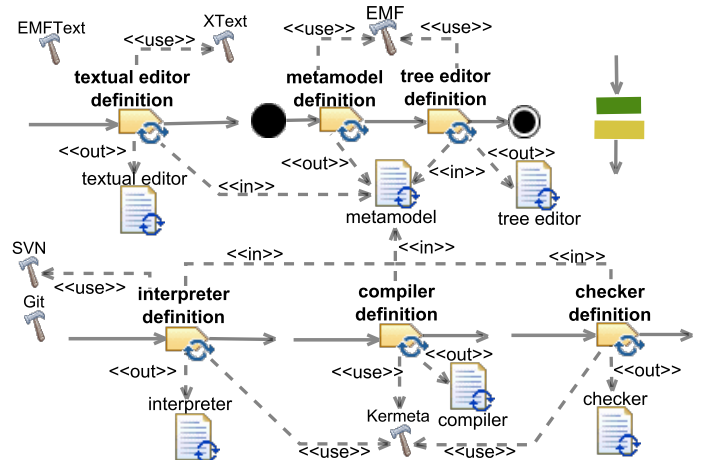 EMFText
<<use>>
XText
<<use>>
EMF
<<use>>
textual editor
definition
metamodel
definition
tree editor
definition
<<out>>
textual editor
<<in>>
<<out>>
<<in>>
<<out>>
metamodel
tree editor
SVN
<<use>>
Git
<<in>>
<<in>>
<<in>>
interpreter
definition
compiler
definition
checker
definition
<<out>>
<<use>>
<<out>>
<<out>>
interpreter
Kermeta
compiler
checker
<<use>>
<<use>>